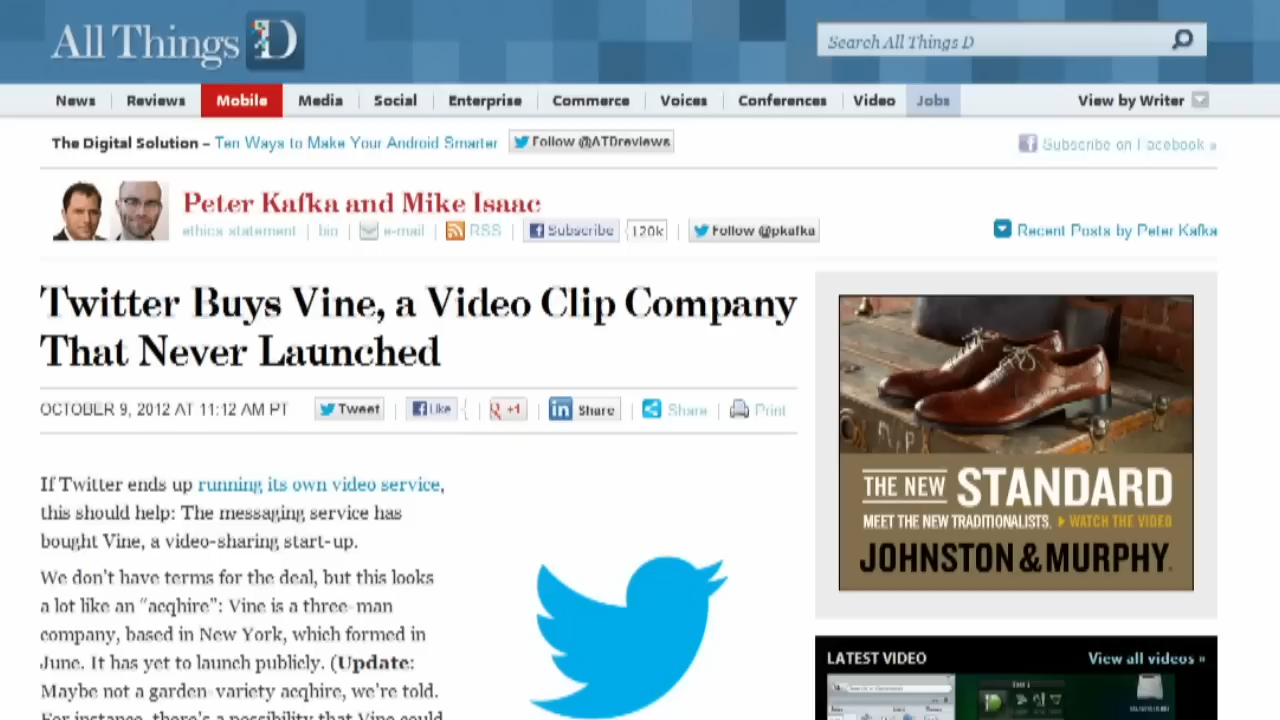 All Things D
Search All Things D
News Reviews Mobile Media Social Enterprise Commerce Voices Conferences Video Jobs View by Writer
The Digital Solution – Ten Ways to Make Your Android Smarter Follow @ATDreviews Subscribe on Facebook »
Peter Kafka and Mike Isaac
ethics statement | bio | e-mail | RSS | Subscribe 120k | Follow @pkafka Recent Posts by Peter Kafka
Twitter Buys Vine, a Video Clip Company
That Never Launched
OCTOBER 9, 2012 AT 11:12 AM PT Tweet | Like | +1 | Share | Share | Print
If Twitter ends up running its own video service,
this should help: The messaging service has
bought Vine, a video-sharing start-up.
We don't have terms for the deal, but this looks
a lot like an “acqhire”: Vine is a three-man
company, based in New York, which formed in
June. It has yet to launch publicly. (Update:
Maybe not a garden-variety acqhire, we're told.
For instance, there's a possibility that Vine could
THE NEW STANDARD
MEET THE NEW TRADITIONALISTS. WATCH THE VIDEO
JOHNSTON & MURPHY.
LATEST VIDEO View all videos »